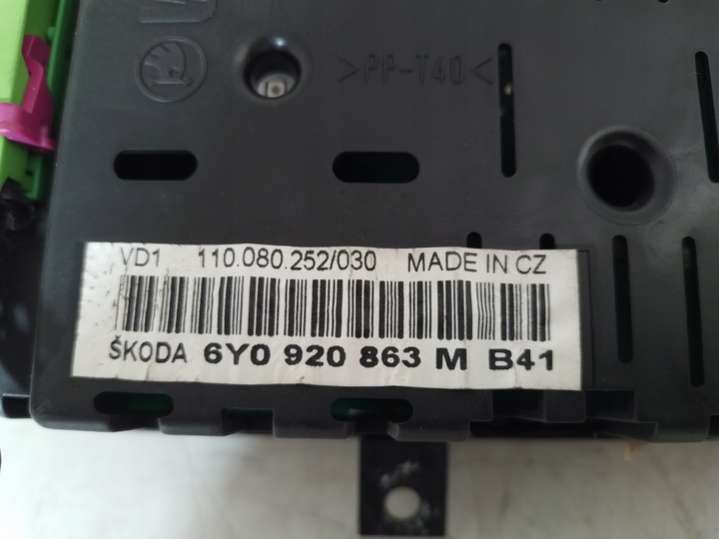 >PP-T40<
VD1 110.080.252/030 MADE IN CZ
ŠKODA 6Y0 920 863 M B41